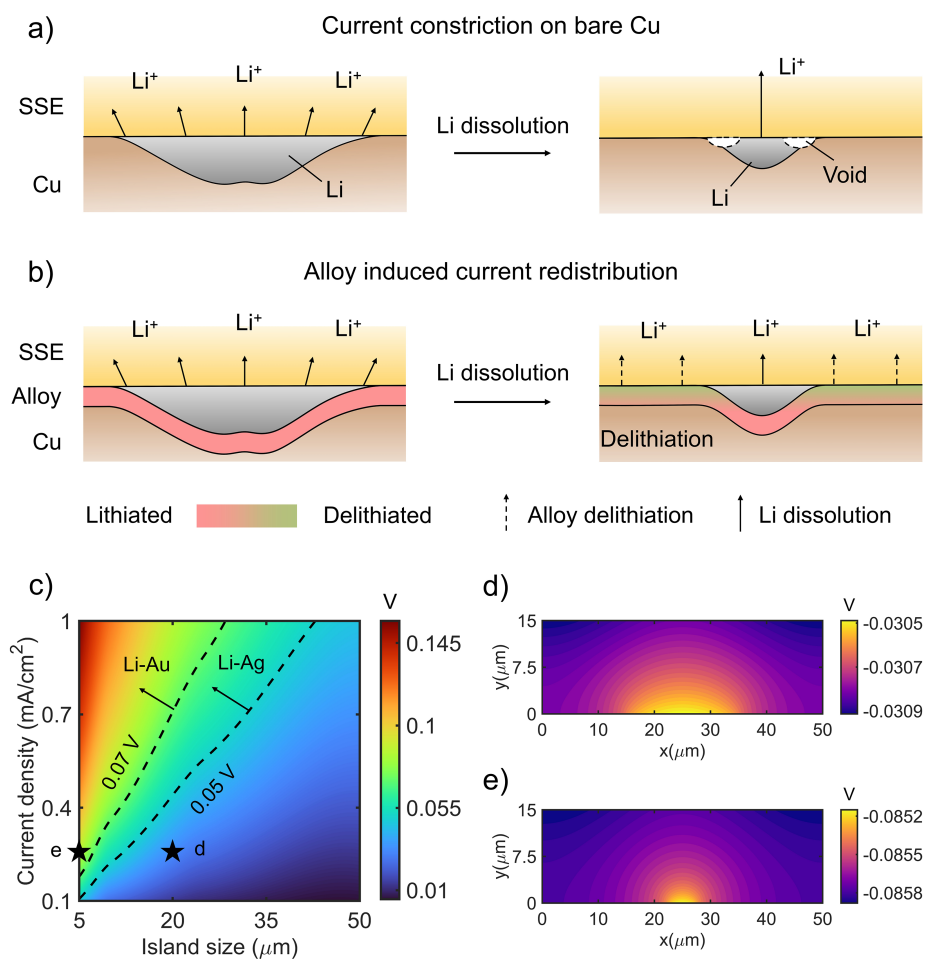 a) Current constriction on bare Cu
Li⁺ Li⁺ Li⁺ Li⁺
SSE
Li dissolution
Cu
Li
Li
Void
b) Alloy induced current redistribution
Li⁺ Li⁺ Li⁺ Li⁺ Li⁺ Li⁺
SSE
Li dissolution
Alloy
Cu
Delithiation
Lithiated Delithiated Alloy delithiation Li dissolution
c)
V
Current density (mA/cm2)
1
0.7
0.4
0.1
5 20 35 50
Island size (μm)
Li-Au
Li-Ag
0.07 V
0.05 V
e
d
0.145
0.1
0.055
0.01
d)
V
y(μm)
15
7.5
0
0 10 20 30 40 50
x(μm)
-0.0305
-0.0307
-0.0309
e)
V
y(μm)
15
7.5
0
0 10 20 30 40 50
x(μm)
-0.0852
-0.0855
-0.0858